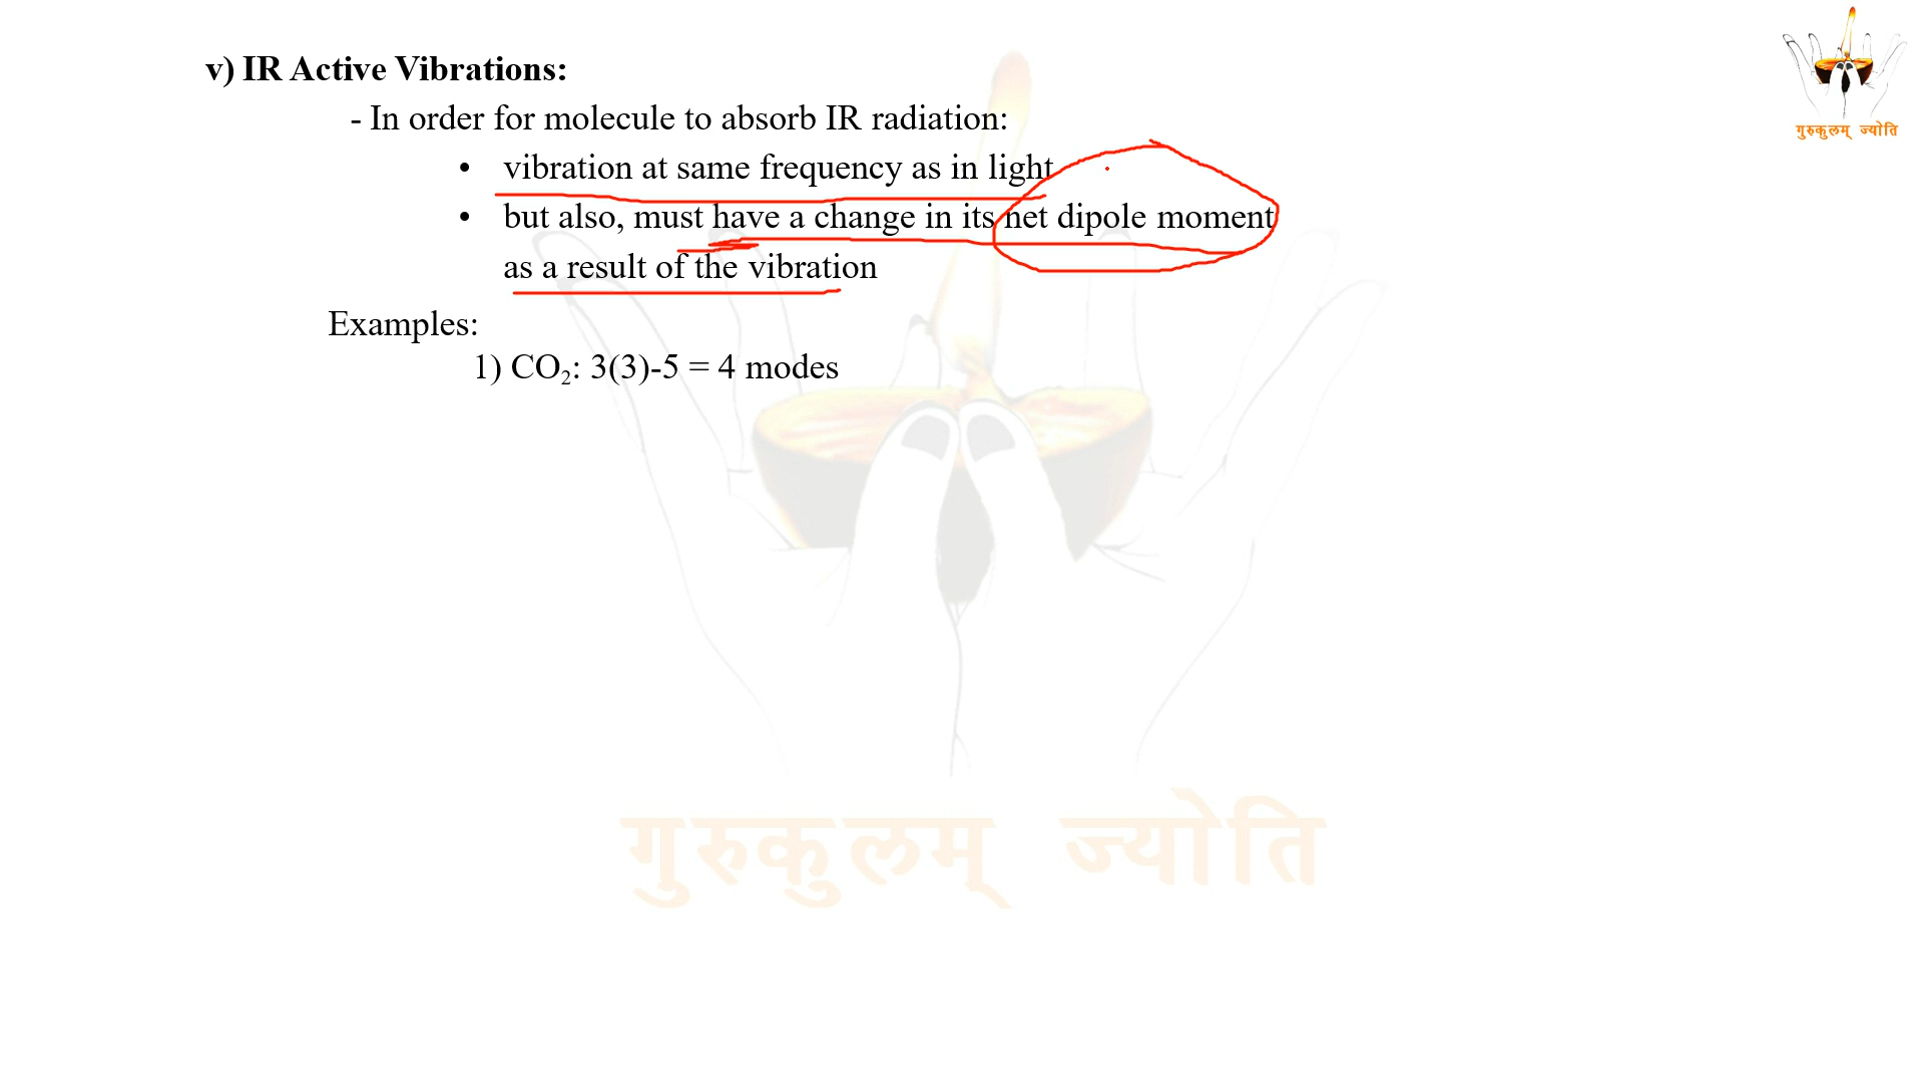 v) IR Active Vibrations:
- In order for molecule to absorb IR radiation:
• vibration at same frequency as in light
• but also, must have a change in its net dipole moment
as a result of the vibration
Examples:
1) CO₂: 3(3)-5 = 4 modes
गुरुकुलम् ज्योति
गुरुकुलम् ज्योति